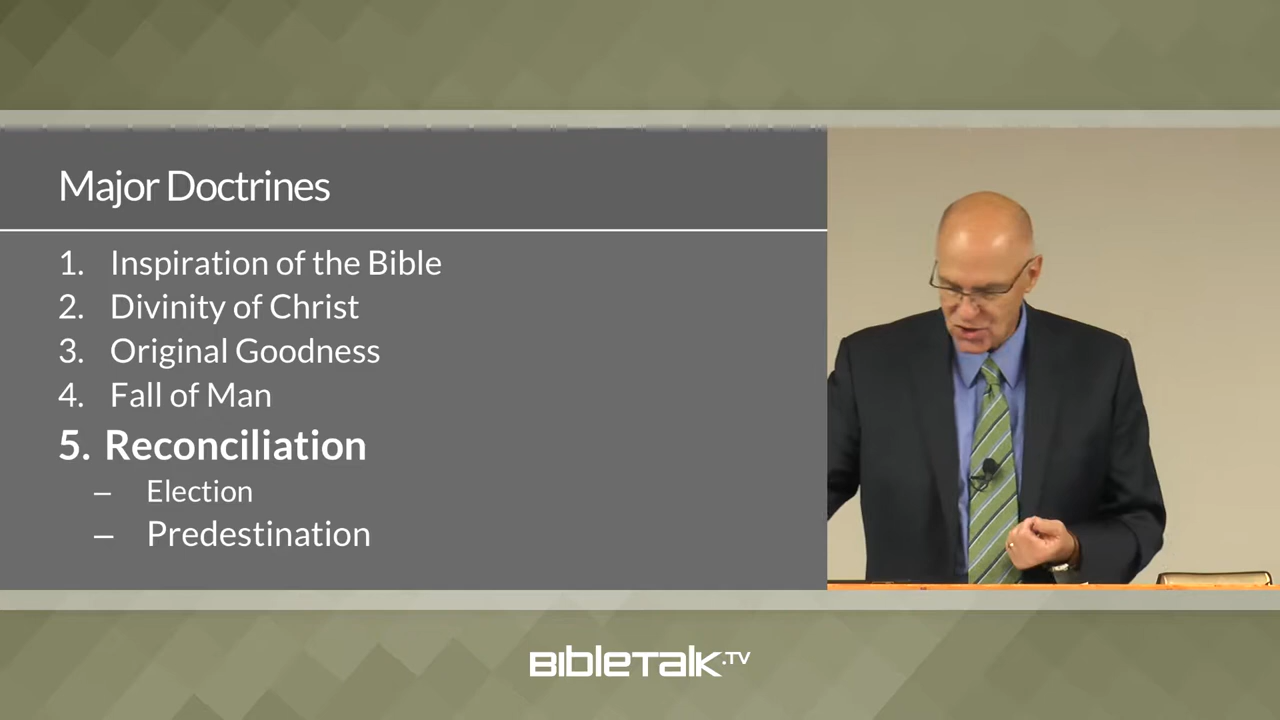 Major Doctrines
1. Inspiration of the Bible
2. Divinity of Christ
3. Original Goodness
4. Fall of Man
5. Reconciliation
– Election
– Predestination
BIBLETALK.TV